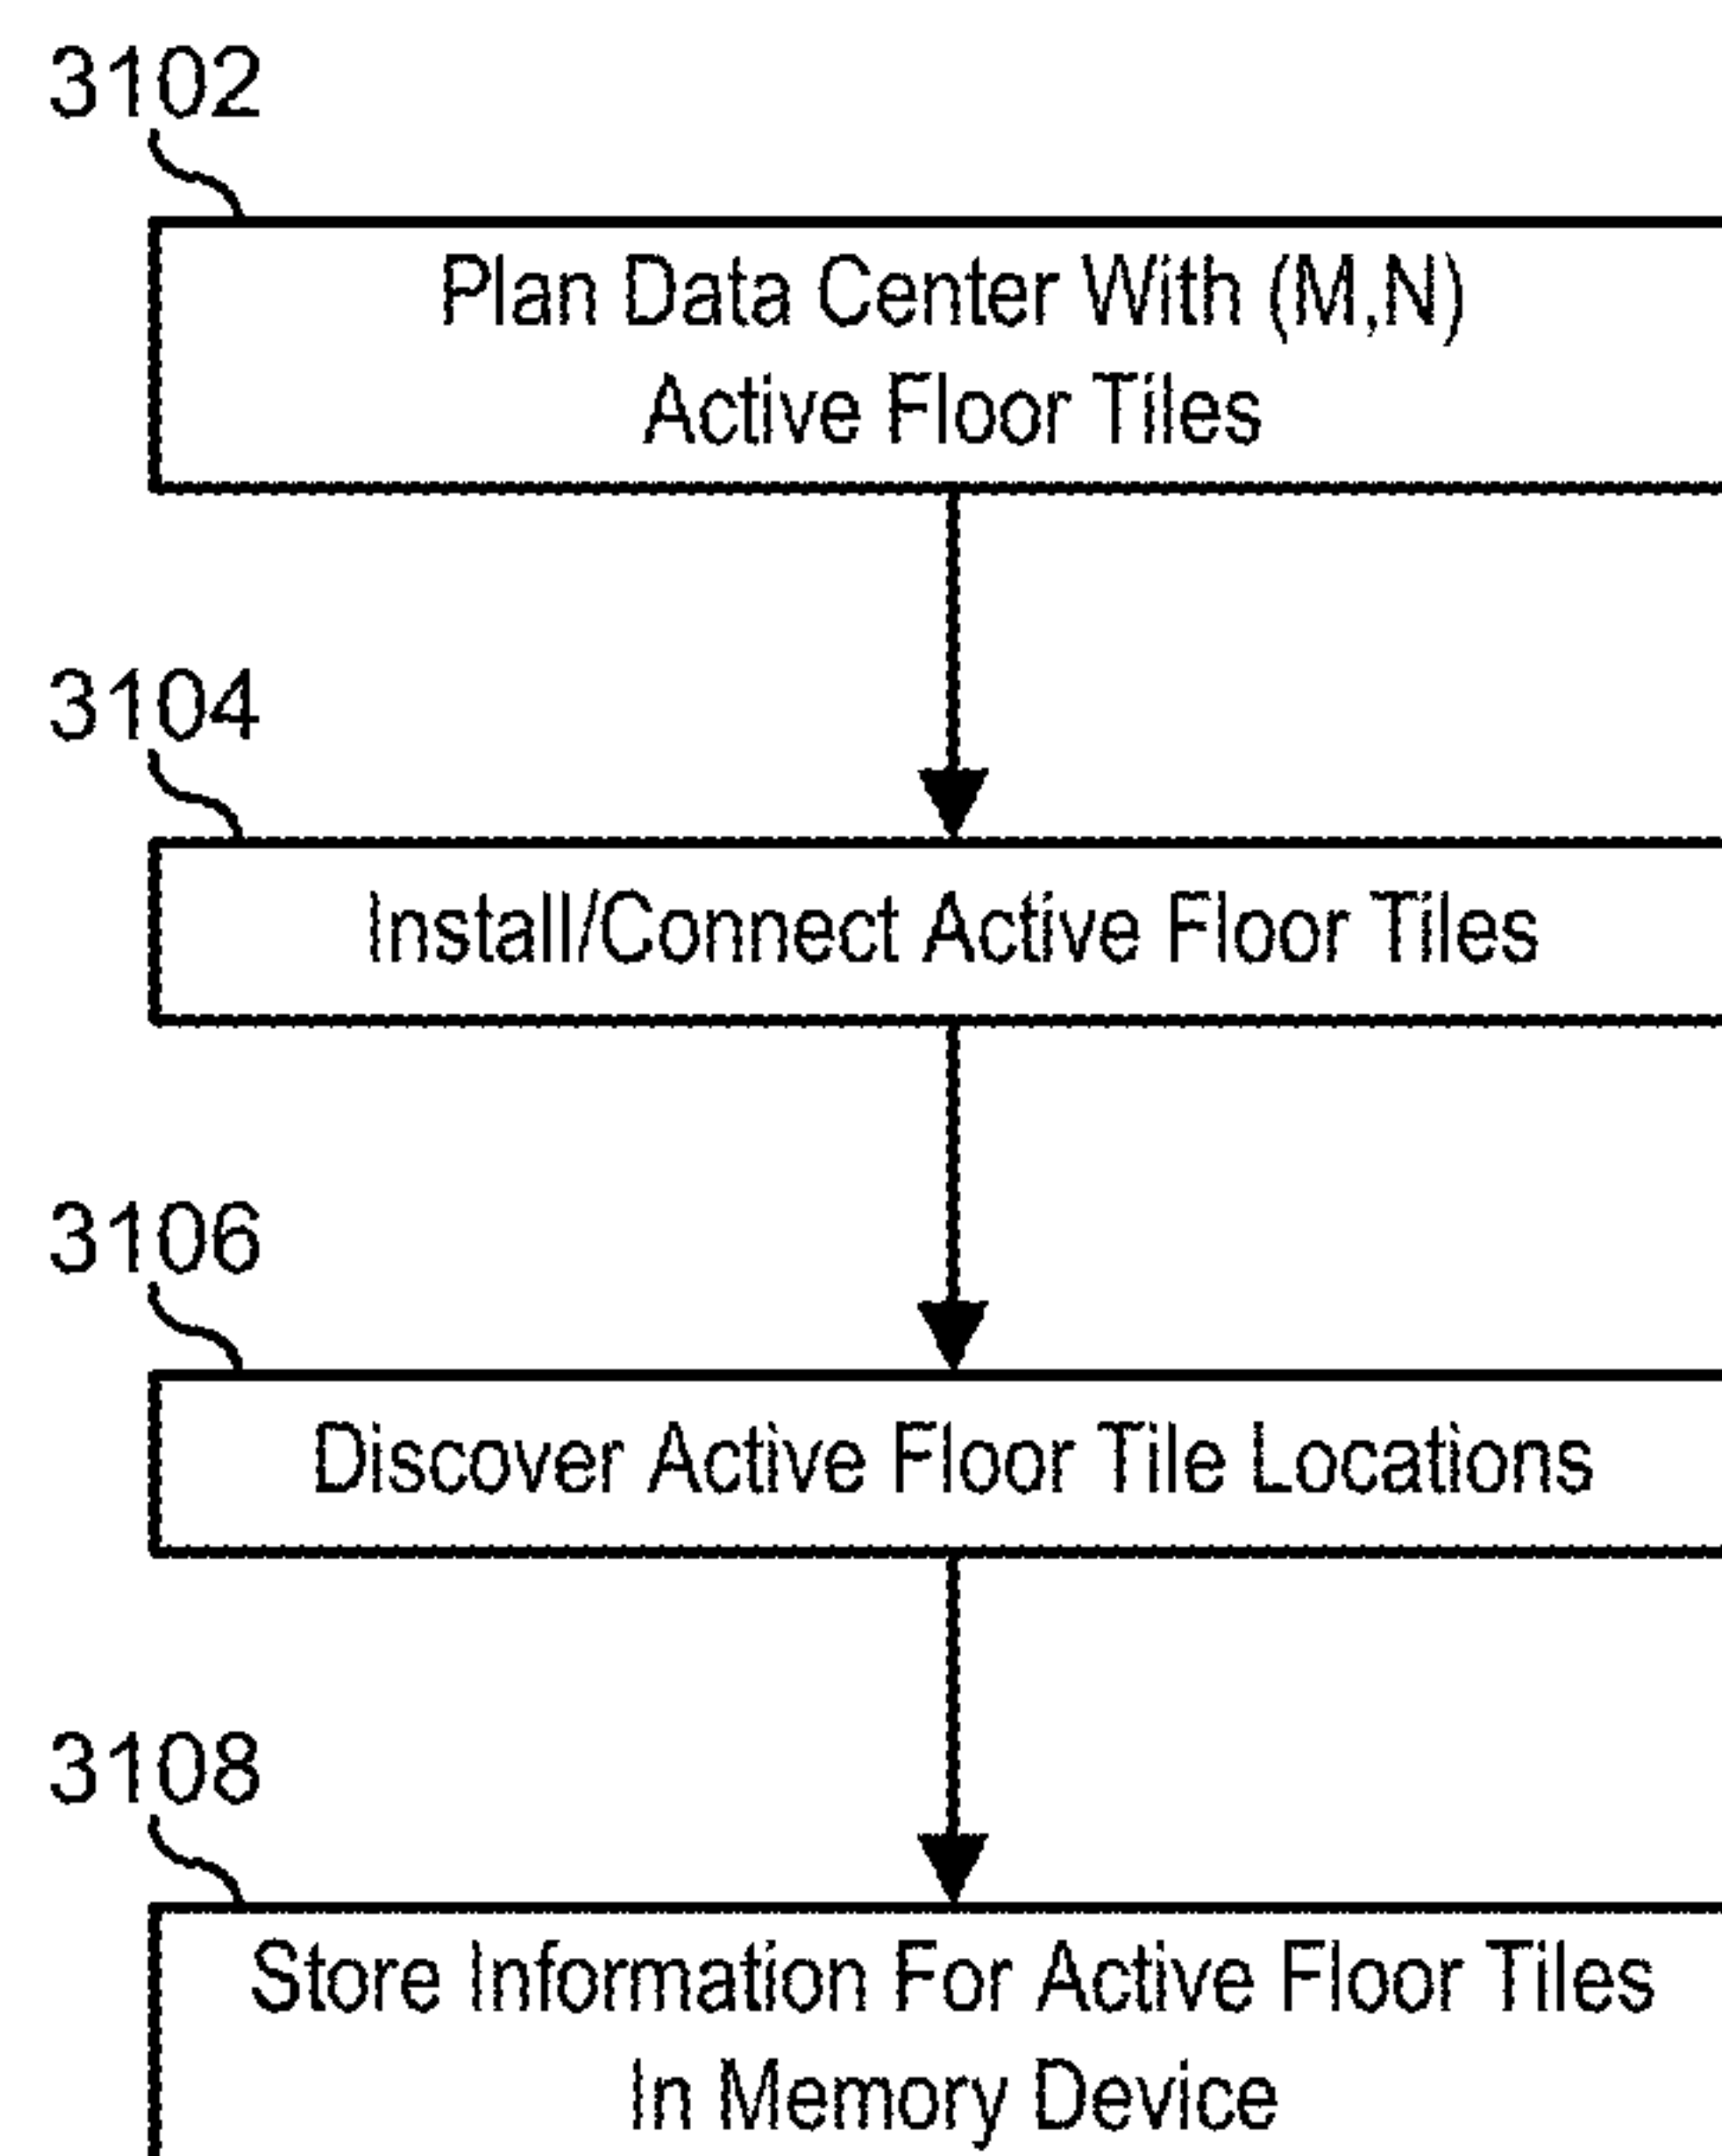 3102
Plan Data Center With (M,N)
Active Floor Tiles
3104
Install/Connect Active Floor Tiles
3106
Discover Active Floor Tile Locations
3108
Store Information For Active Floor Tiles
In Memory Device